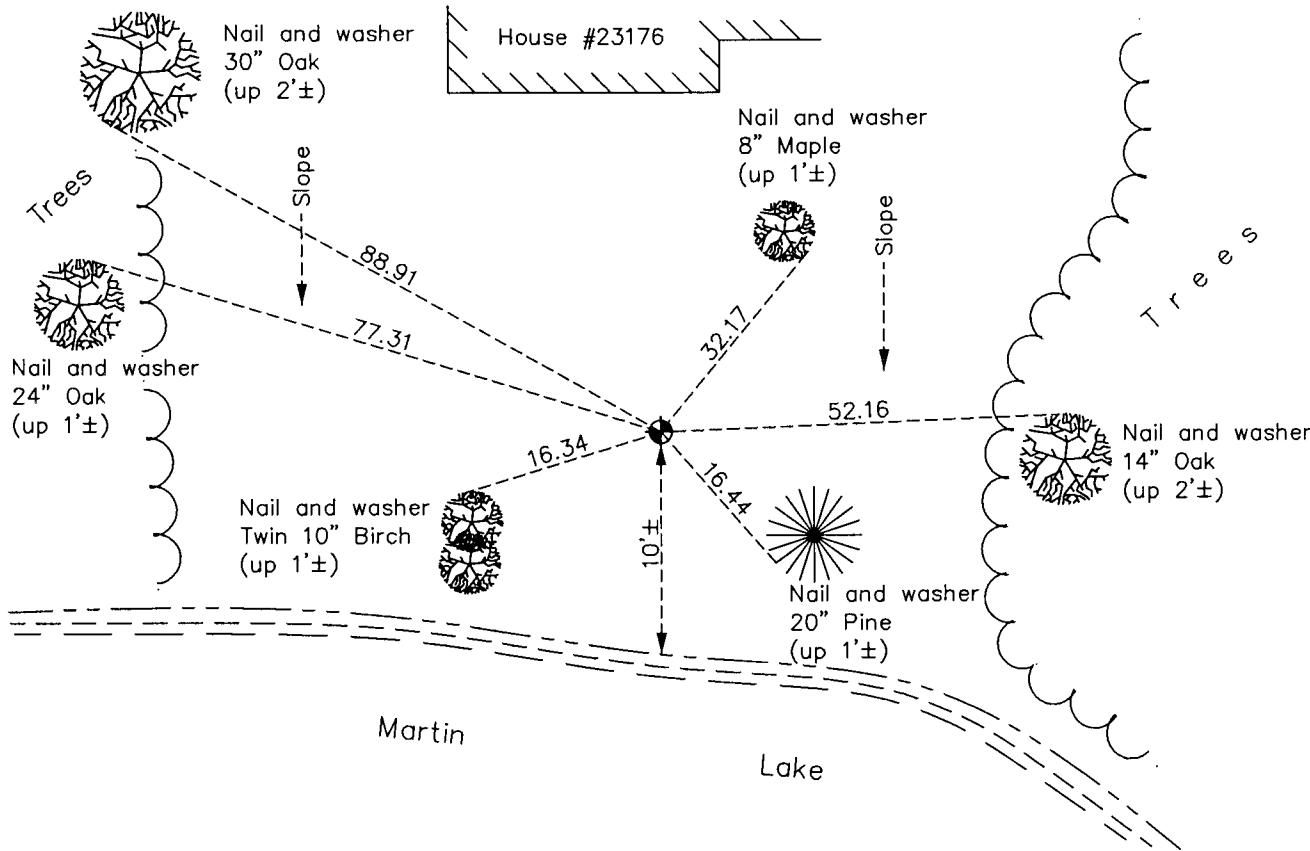 Nail and washer
30" Oak
(up 2'±)
House #23176
Nail and washer
8" Maple
(up 1'±)
Trees
Slope
Slope
Trees
88.91
77.31
32.17
52.16
Nail and washer
24" Oak
(up 1'±)
16.34
16.44
Nail and washer
14" Oak
(up 2'±)
Nail and washer
Twin 10" Birch
(up 1'±)
10'±
Nail and washer
20" Pine
(up 1'±)
Martin
Lake